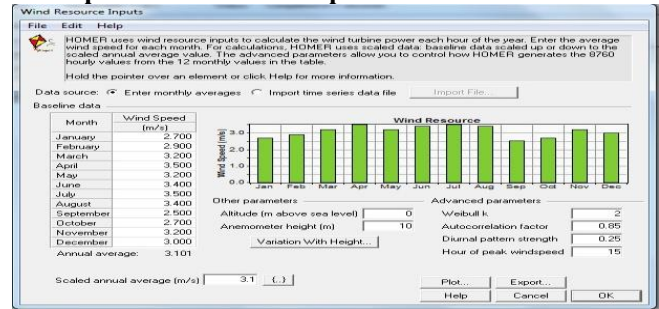 Wind Resource Inputs
File Edit Help
HOMER uses wind resource inputs to calculate the wind turbine power each hour of the year. Enter the average
wind speed for each month. For calculations, HOMER uses scaled data: baseline data scaled up or down to the
scaled annual average value. The advanced parameters allow you to control how HOMER generates the 8760
hourly values from the 12 monthly values in the table.
Hold the pointer over an element or click Help for more information.
Data source: Enter monthly averages Import time series data file Import File...
Baseline data
Month Wind Speed (m/s)
January 2.700
February 2.900
March 3.200
April 3.500
May 3.200
June 3.400
July 3.500
August 3.400
September 2.500
October 2.700
November 3.200
December 3.000
Annual average: 3.101
Wind Resource
Wind Speed (m/s)
3.0
2.0
1.0
0.0
Jan Feb Mar Apr May Jun Jul Aug Sep Oct Nov Dec
Other parameters
Altitude (m above sea level) 0
Anemometer height (m) 10
Variation With Height...
Advanced parameters
Weibull k 2
Autocorrelation factor 0.85
Diurnal pattern strength 0.25
Hour of peak windspeed 15
Scaled annual average (m/s) 3.1 {..}
Plot... Export...
Help Cancel OK